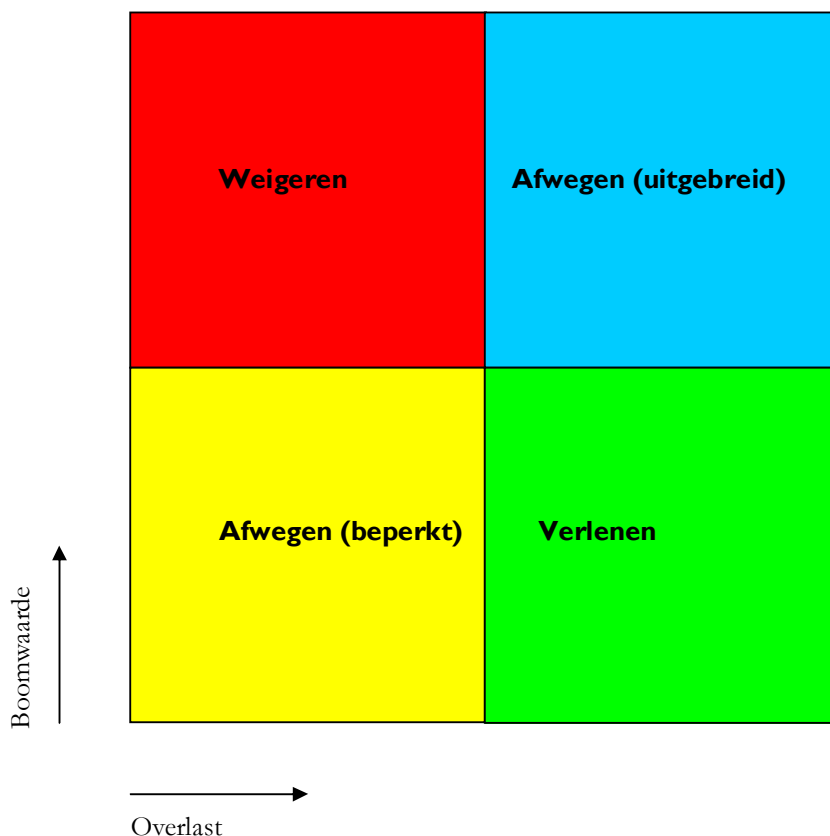 Weigeren
Afwegen (uitgebreid)
Afwegen (beperkt)
Verlenen
Boomwaarde
Overlast